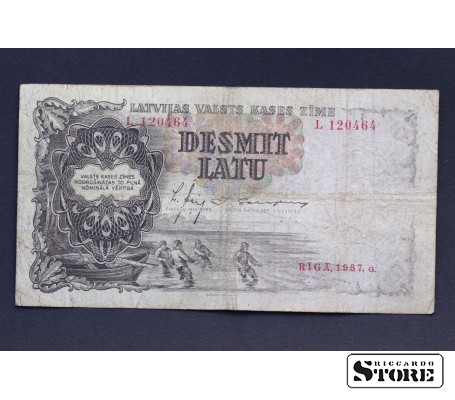 LATVIJAS VALSTS KASES ZĪME
L 120464
L 120464
DESMIT
LATU
VALSTS KASES ZĪMES
NODROŠINĀTAS TO PILNĀ
NOMINĀLĀ VĒRTĪBĀ
RĪGĀ, 1937. g.
RICCARDO
STORE